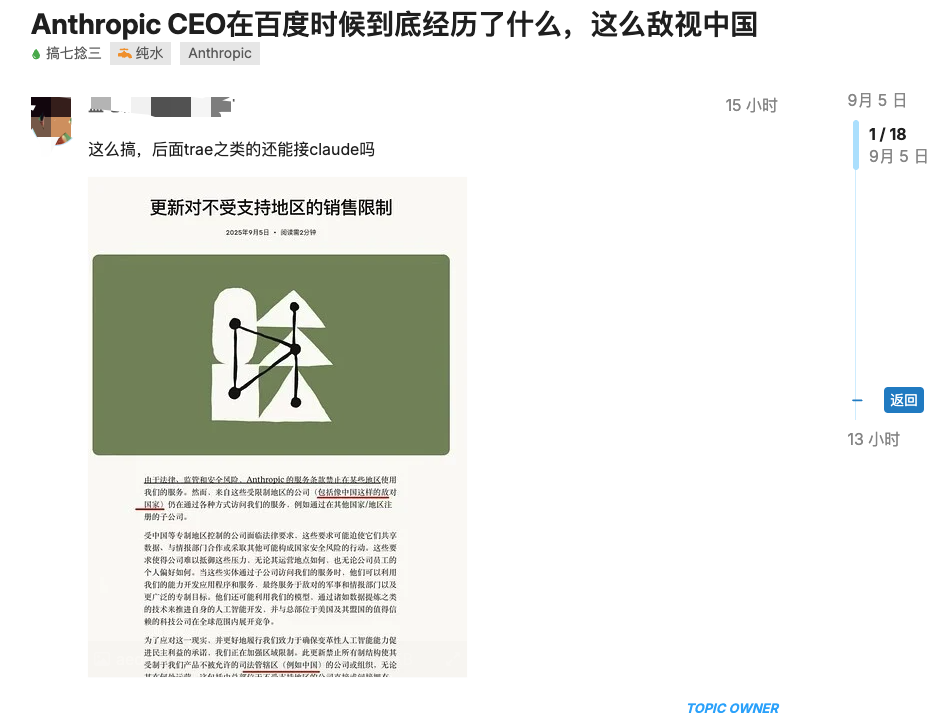 Anthropic CEO在百度时候到底经历了什么，这么敌视中国
搞七捻三 纯水 Anthropic
15 小时
9月 5 日
1 / 18
9月 5 日
这么搞，后面trae之类的还能接claude吗
更新对不受支持地区的销售限制
2025年9月5日 • 阅读需2分钟
由于法律、监管和安全风险，Anthropic 的服务条款禁止在某些地区使用
我们的服务。然而，来自这些受限制地区的公司（包括像中国这样的敌对
国家）仍在通过各种方式访问我们的服务，例如通过在其他国家/地区注
册的子公司。
受中国等专制地区控制的公司面临法律要求，这些要求可能迫使它们共享
数据、与情报部门合作或采取其他可能构成国家安全风险的行动。这些要
求使得公司难以抵御这些压力，无论其运营地点如何，也无论公司员工的
个人偏好如何。当这些实体通过子公司访问我们的服务时，他们可以利用
我们的能力开发应用程序和服务，最终服务于敌对的军事和情报部门以及
更广泛的专制目标。他们还可能利用我们的模型，通过诸如数据提炼之类
的技术来推进自身的人工智能开发，并与总部位于美国及其盟国的值得信
赖的科技公司在全球范围内展开竞争。
为了应对这一现实，并更好地履行我们致力于确保变革性人工智能能力促
进民主利益的承诺，我们正在加强区域限制。此更新禁止所有制结构使其
受制于我们产品不被允许的司法管辖区（例如中国）的公司或组织，无论
返回
13 小时
TOPIC OWNER